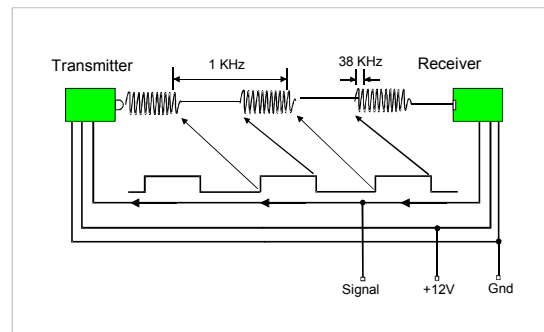 38 KHz
Transmitter 1 KHz Receiver
Signal +12V Gnd